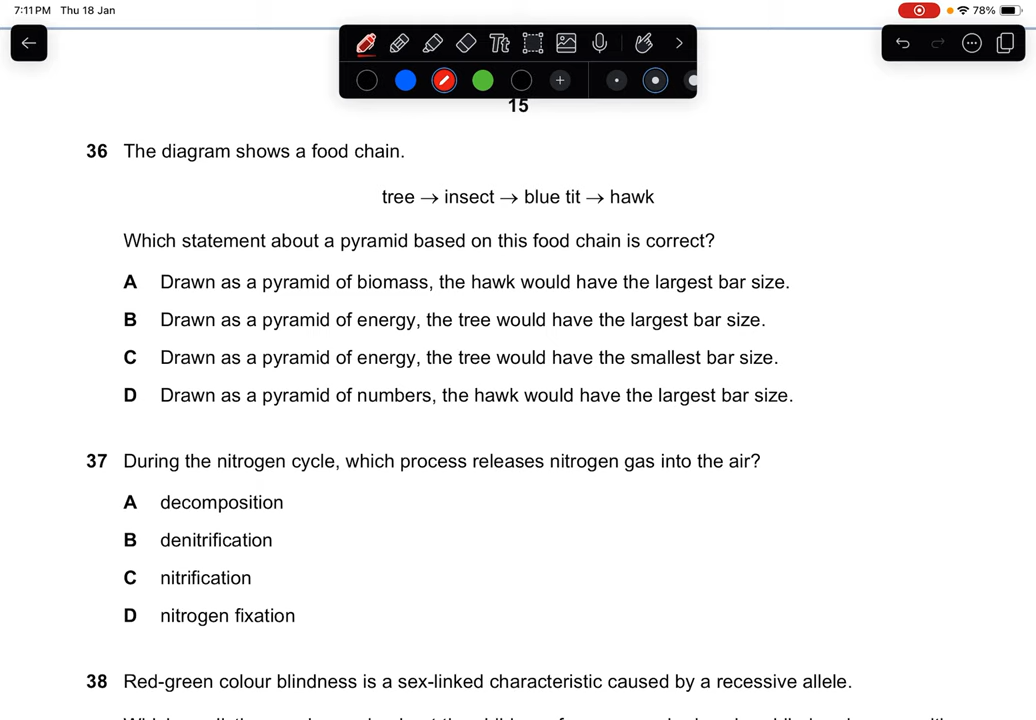 7:11 PM Thu 18 Jan
78%
Tt
15
36 The diagram shows a food chain.
tree → insect → blue tit → hawk
Which statement about a pyramid based on this food chain is correct?
A Drawn as a pyramid of biomass, the hawk would have the largest bar size.
B Drawn as a pyramid of energy, the tree would have the largest bar size.
C Drawn as a pyramid of energy, the tree would have the smallest bar size.
D Drawn as a pyramid of numbers, the hawk would have the largest bar size.
37 During the nitrogen cycle, which process releases nitrogen gas into the air?
A decomposition
B denitrification
C nitrification
D nitrogen fixation
38 Red-green colour blindness is a sex-linked characteristic caused by a recessive allele.